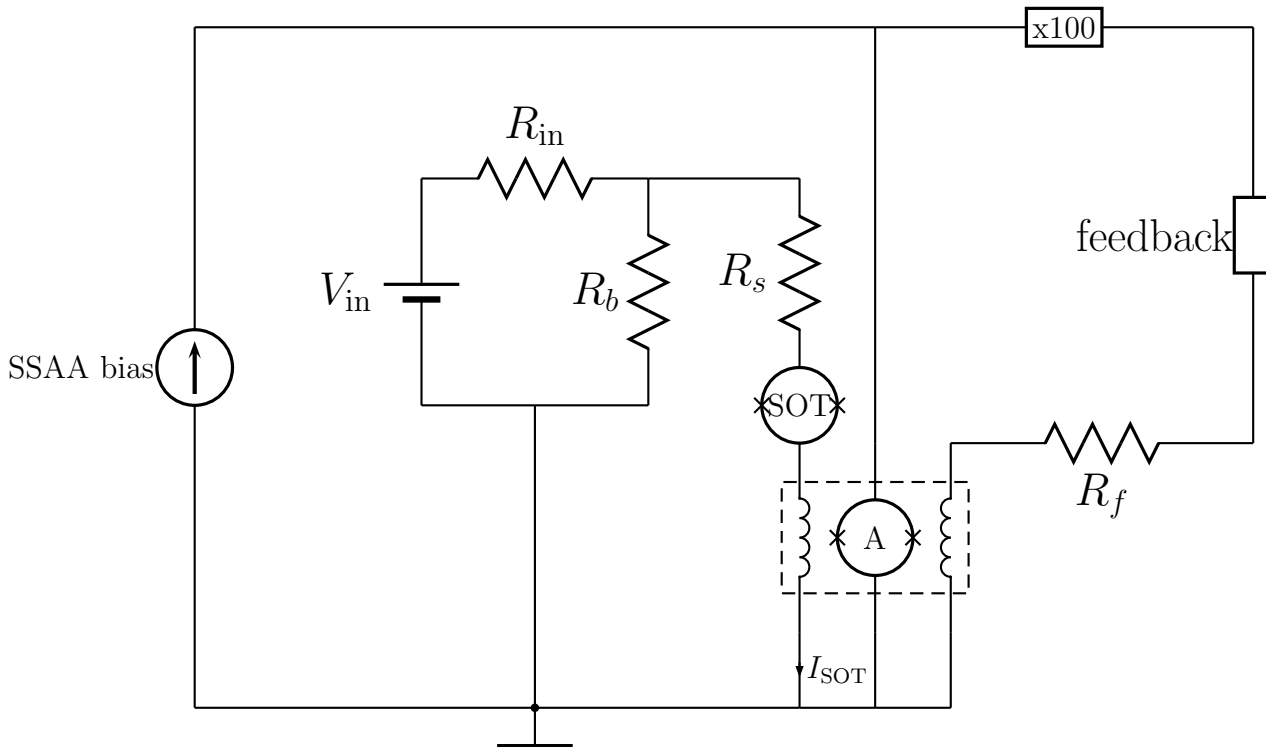 x100
R_in
feedback
R_s
V_in
R_b
SSAA bias
SOT
R_f
A
I_SOT